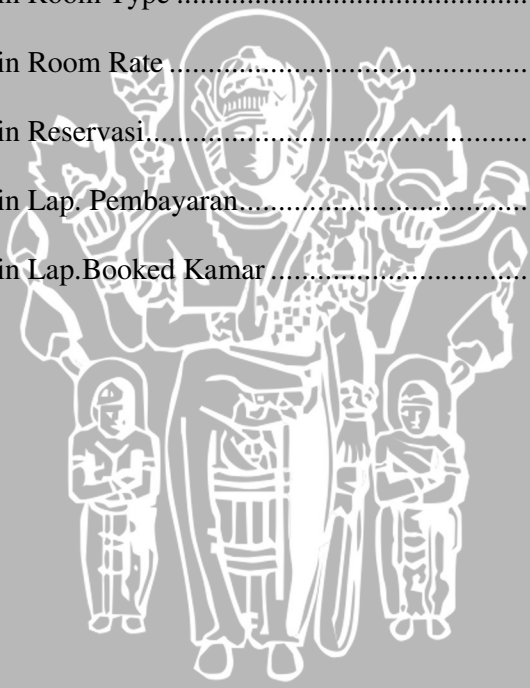 in Room Type ..........................................
in Room Rate ..........................................
in Reservasi.............................................
in Lap. Pembayaran.................................
in Lap.Booked Kamar .............................